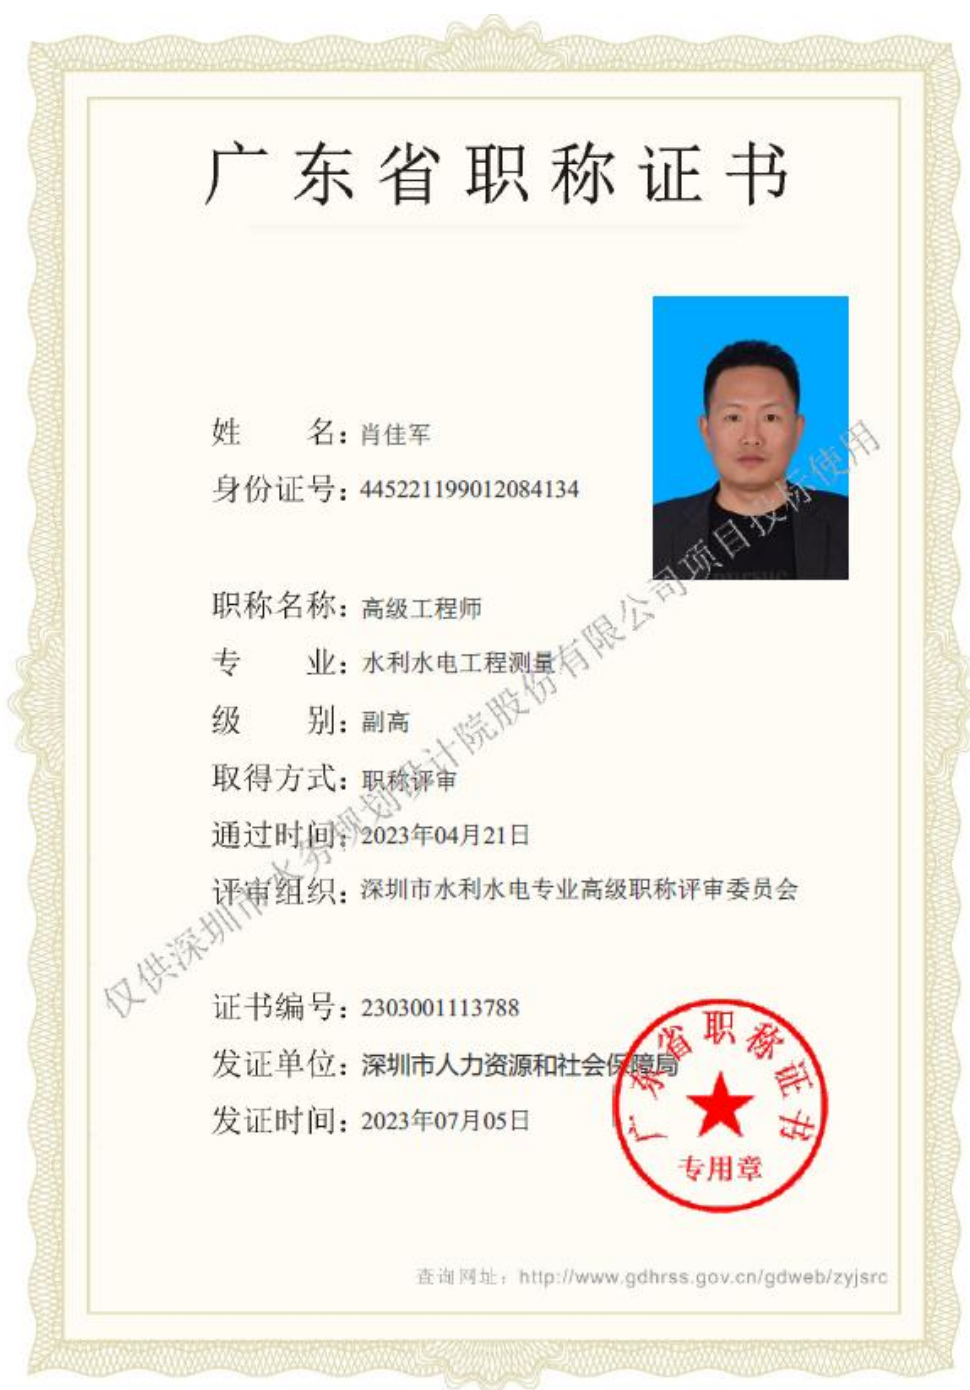 广东省职称证书
姓 名：肖佳军
身份证号：445221199012084134
职称名称：高级工程师
专 业：水利水电工程测量
级 别：副高
取得方式：职称评审
通过时间：2023年04月21日
评审组织：深圳市水利水电专业高级职称评审委员会
证书编号：2303001113788
发证单位：深圳市人力资源和社会保障局
发证时间：2023年07月05日
广东省职称证书
专用章
查询网址：http://www.gdhrss.gov.cn/gdweb/zyjsrc
仅供深圳市水务规划设计院股份有限公司项目投标使用